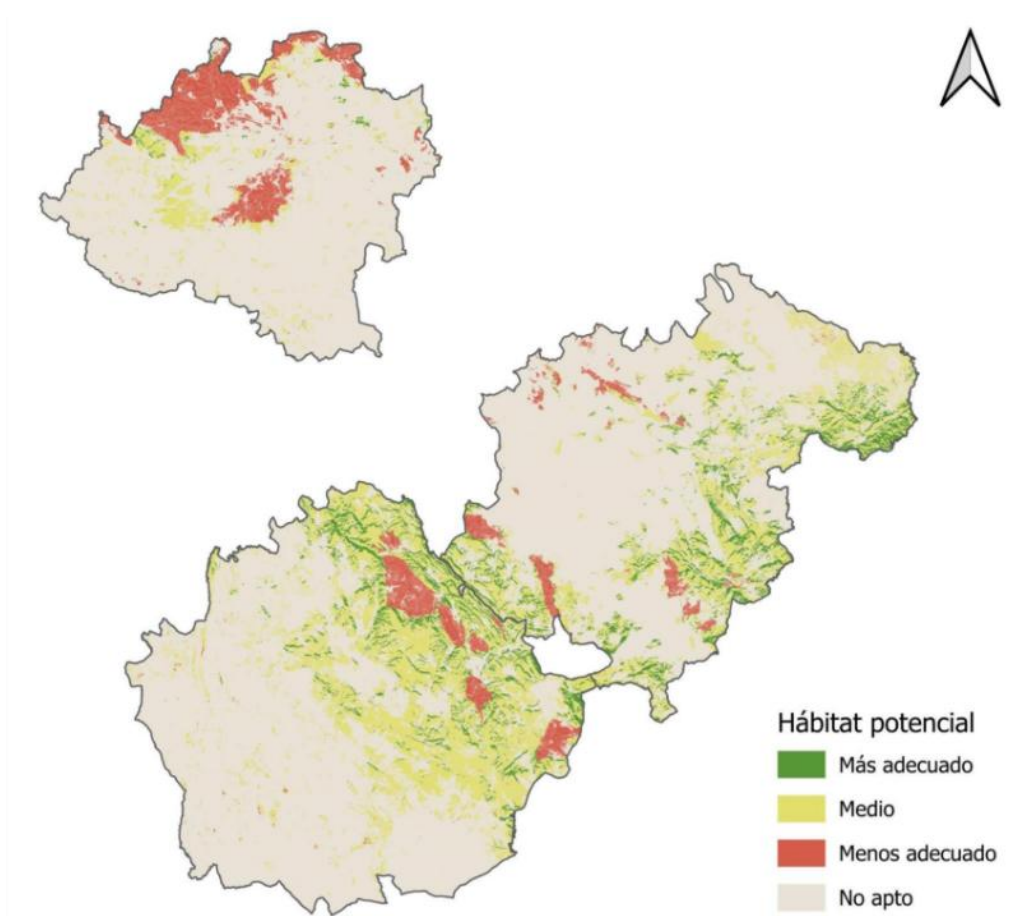 Hábitat potencial
Más adecuado
Medio
Menos adecuado
No apto